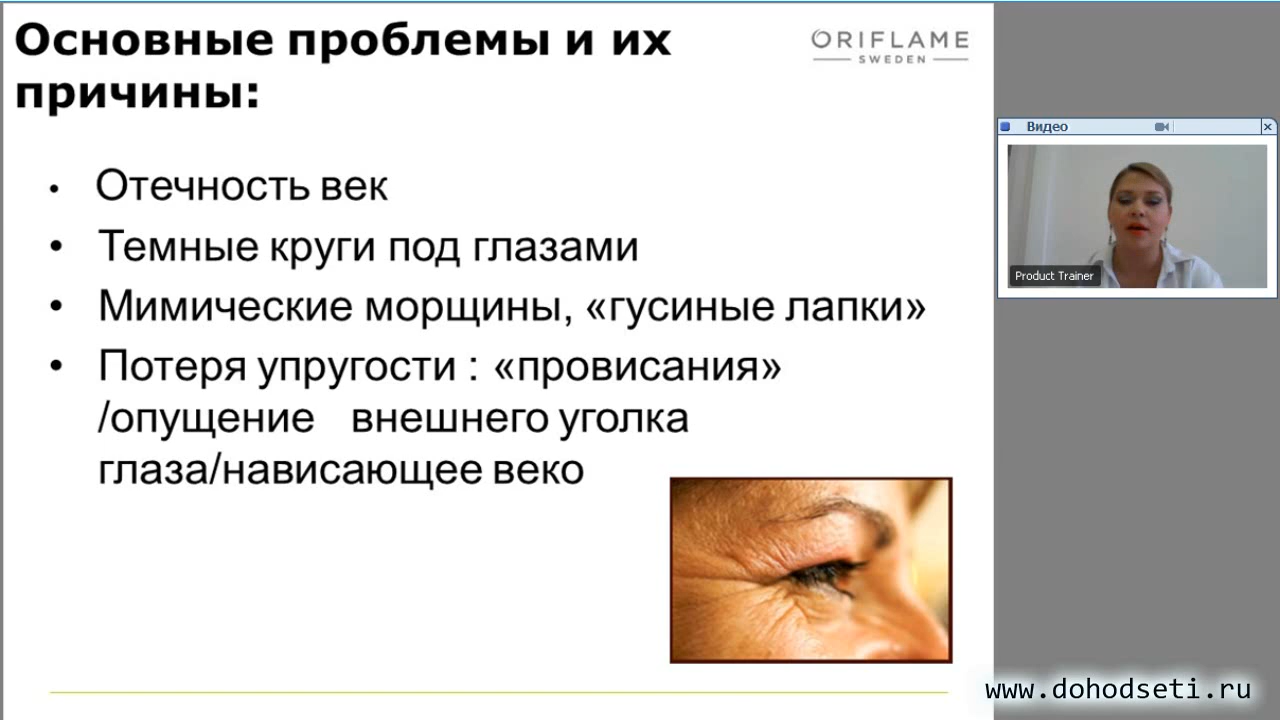 Основные проблемы и их
причины:
ORIFLAME
SWEDEN
• Отечность век
• Темные круги под глазами
• Мимические морщины, «гусиные лапки»
• Потеря упругости : «провисания»
/опущение внешнего уголка
глаза/нависающее веко
Видео
Product Trainer
www.dohodseti.ru